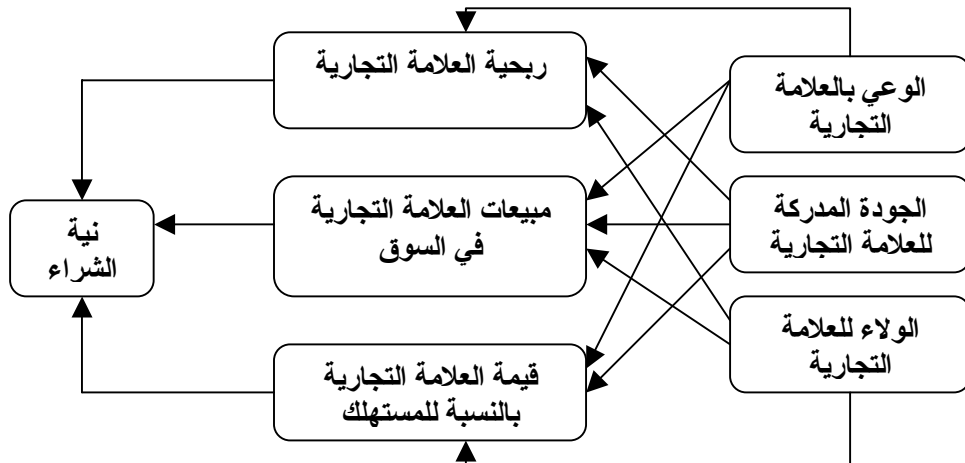 الوعي بالعلامة
التجارية
الجودة المدركة
للعلامة التجارية
الولاء للعلامة
التجارية
ربحية العلامة التجارية
مبيعات العلامة التجارية
في السوق
قيمة العلامة التجارية
بالنسبة للمستهلك
نية
الشراء